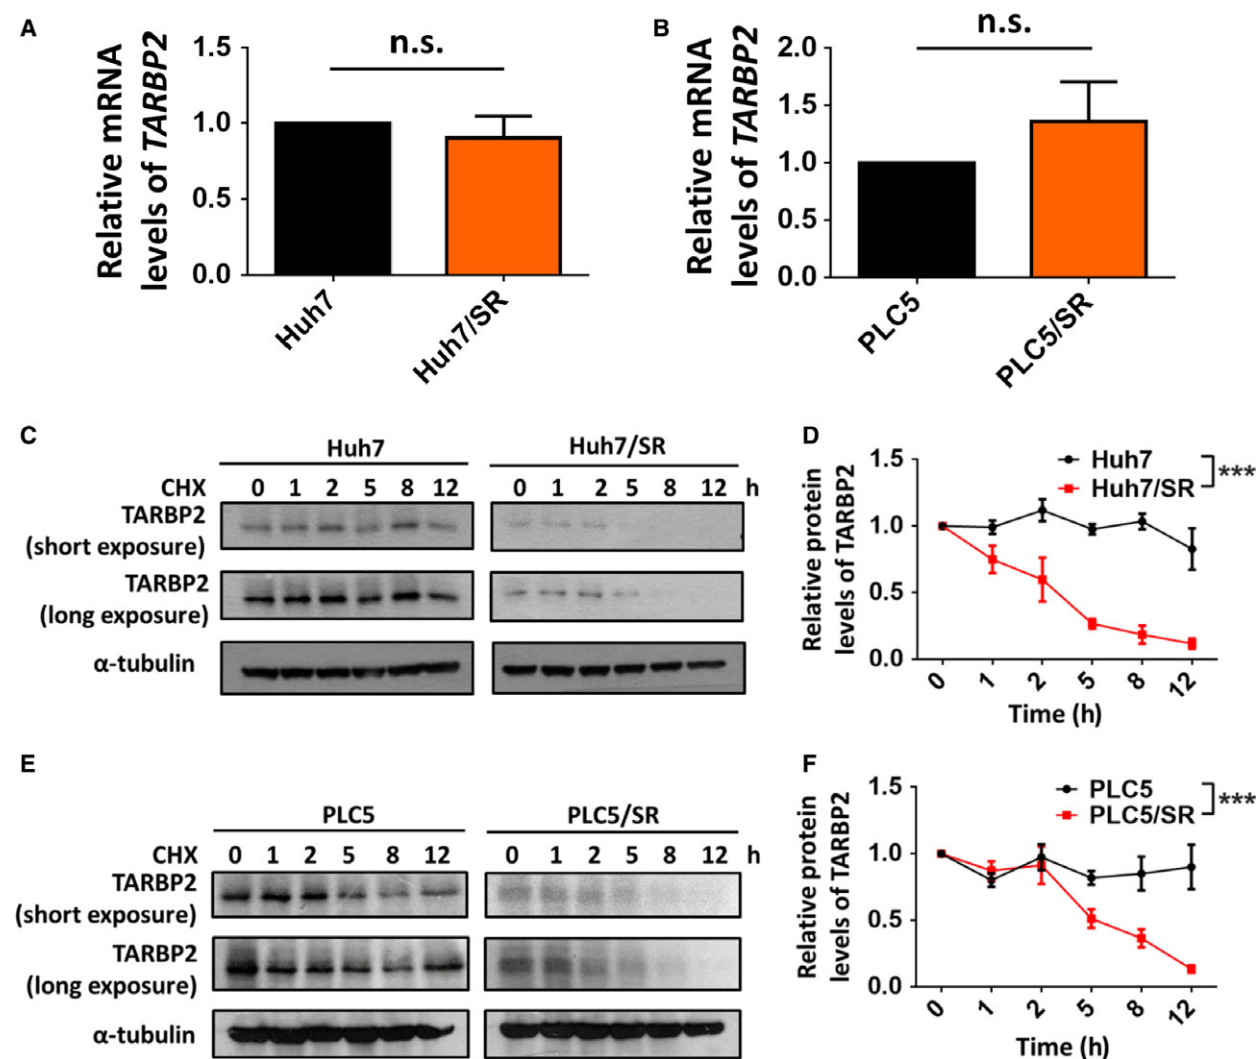 A
Relative mRNA
levels of TARBP2
1.5
1.0
0.5
0.0
n.s.
Huh7
Huh7/SR
B
Relative mRNA
levels of TARBP2
2.0
1.5
1.0
0.5
0.0
n.s.
PLC5
PLC5/SR
C
Huh7
Huh7/SR
CHX 0 1 2 5 8 12 0 1 2 5 8 12 h
TARBP2
(short exposure)
TARBP2
(long exposure)
α-tubulin
D
Relative protein
levels of TARBP2
1.5
1.0
0.5
0.0
Huh7
Huh7/SR
***
0 1 2 5 8 12
Time (h)
E
PLC5
PLC5/SR
CHX 0 1 2 5 8 12 0 1 2 5 8 12 h
TARBP2
(short exposure)
TARBP2
(long exposure)
α-tubulin
F
Relative protein
levels of TARBP2
1.5
1.0
0.5
0.0
PLC5
PLC5/SR
***
0 1 2 5 8 12
Time (h)